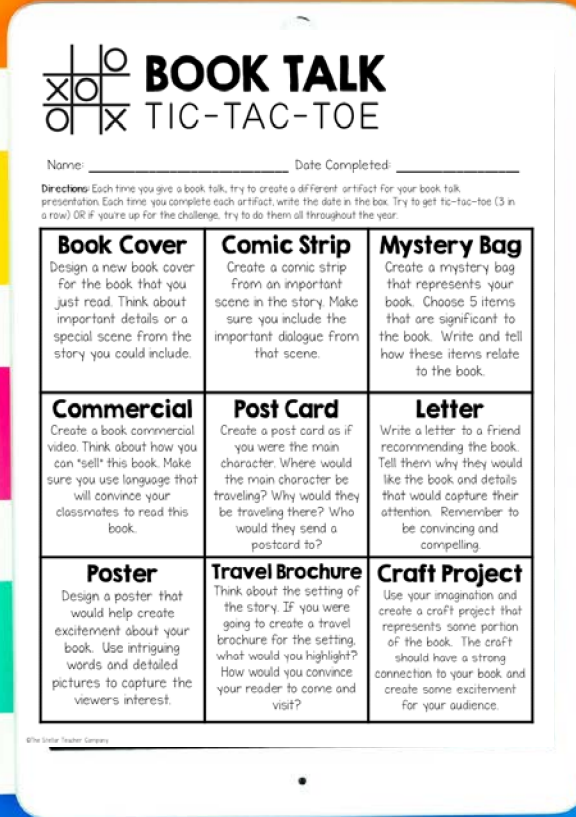 BOOK TALK
TIC-TAC-TOE
Name: Date Completed:
Directions: Each time you give a book talk, try to create a different artifact for your book talk
presentation. Each time you complete each artifact, write the date in the box. Try to get tic-tac-toe (3 in
a row) OR if you're up for the challenge, try to do them all throughout the year.
Book Cover
Design a new book cover
for the book that you
just read. Think about
important details or a
special scene from the
story you could include.
Comic Strip
Create a comic strip
from an important
scene in the story. Make
sure you include the
important dialogue from
that scene.
Mystery Bag
Create a mystery bag
that represents your
book. Choose 5 items
that are significant to
the book. Write and tell
how these items relate
to the book.
Commercial
Create a book commercial
video. Think about how you
can "sell" this book. Make
sure you use language that
will convince your
classmates to read this
book.
Post Card
Create a post card as if
you were the main
character. Where would
the main character be
traveling? Why would they
be traveling there? Who
would they send a
postcard to?
Letter
Write a letter to a friend
recommending the book.
Tell them why they would
like the book and details
that would capture their
attention. Remember to
be convincing and
compelling.
Poster
Design a poster that
would help create
excitement about your
book. Use intriguing
words and detailed
pictures to capture the
viewers interest.
Travel Brochure
Think about the setting of
the story. If you were
going to create a travel
brochure for the setting,
what would you highlight?
How would you convince
your reader to come and
visit?
Craft Project
Use your imagination and
create a craft project that
represents some portion
of the book. The craft
should have a strong
connection to your book and
create some excitement
for your audience.
©The Stellar Teacher Company